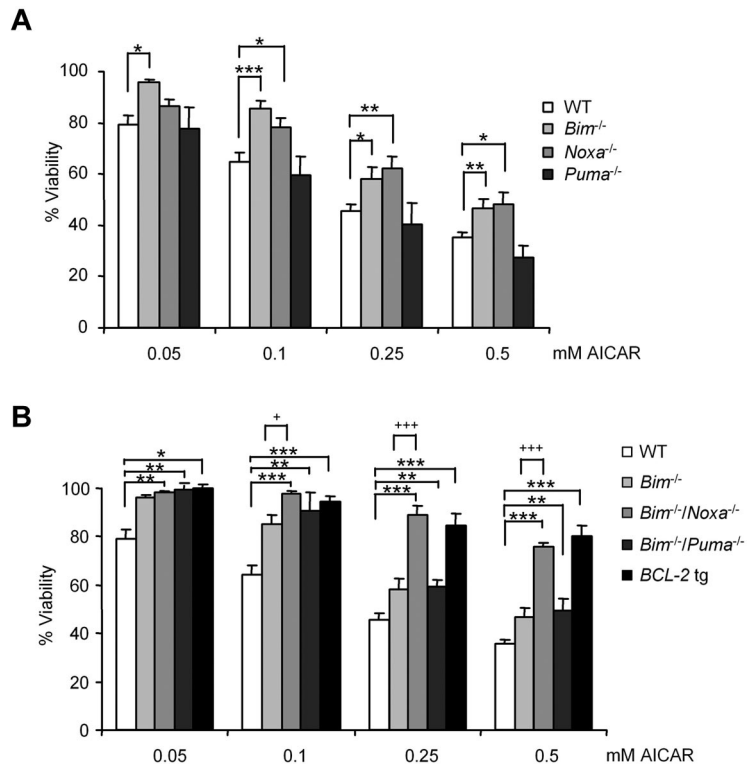 A
*
*
***
**
*
*
**
WT
Bim-/-
Noxa-/-
Puma-/-
% Viability
100
80
60
40
20
0
0.05
0.1
0.25
0.5
mM AICAR
B
*
**
**
+
***
**
***
+++
***
**
***
+++
***
**
***
WT
Bim-/-
Bim-/-/Noxa-/-
Bim-/-/Puma-/-
BCL-2 tg
% Viability
100
80
60
40
20
0
0.05
0.1
0.25
0.5
mM AICAR